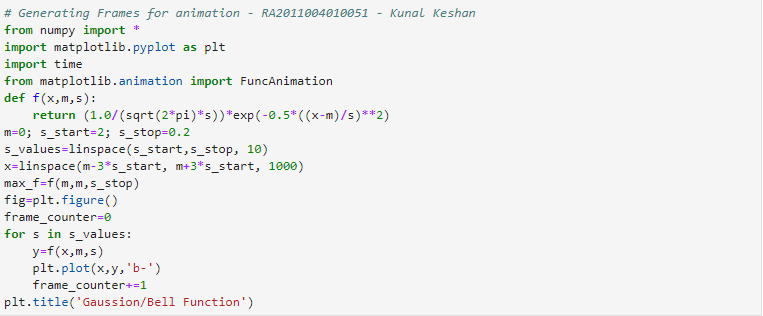 # Generating Frames for animation - RA2011004010051 - Kunal Keshan
from numpy import *
import matplotlib.pyplot as plt
import time
from matplotlib.animation import FuncAnimation
def f(x,m,s):
    return (1.0/(sqrt(2*pi)*s))*exp(-0.5*((x-m)/s)**2)
m=0; s_start=2; s_stop=0.2
s_values=linspace(s_start,s_stop, 10)
x=linspace(m-3*s_start, m+3*s_start, 1000)
max_f=f(m,m,s_stop)
fig=plt.figure()
frame_counter=0
for s in s_values:
    y=f(x,m,s)
    plt.plot(x,y,'b-')
    frame_counter+=1
plt.title('Gaussion/Bell Function')